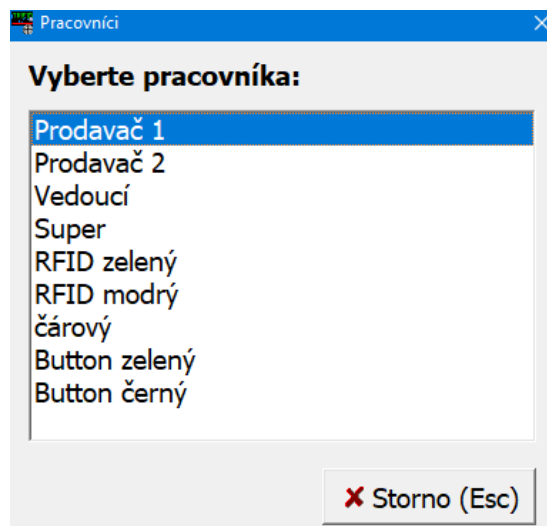 Pracovníci
Vyberte pracovníka:
Prodavač 1
Prodavač 2
Vedoucí
Super
RFID zelený
RFID modrý
čárový
Button zelený
Button černý
Storno (Esc)